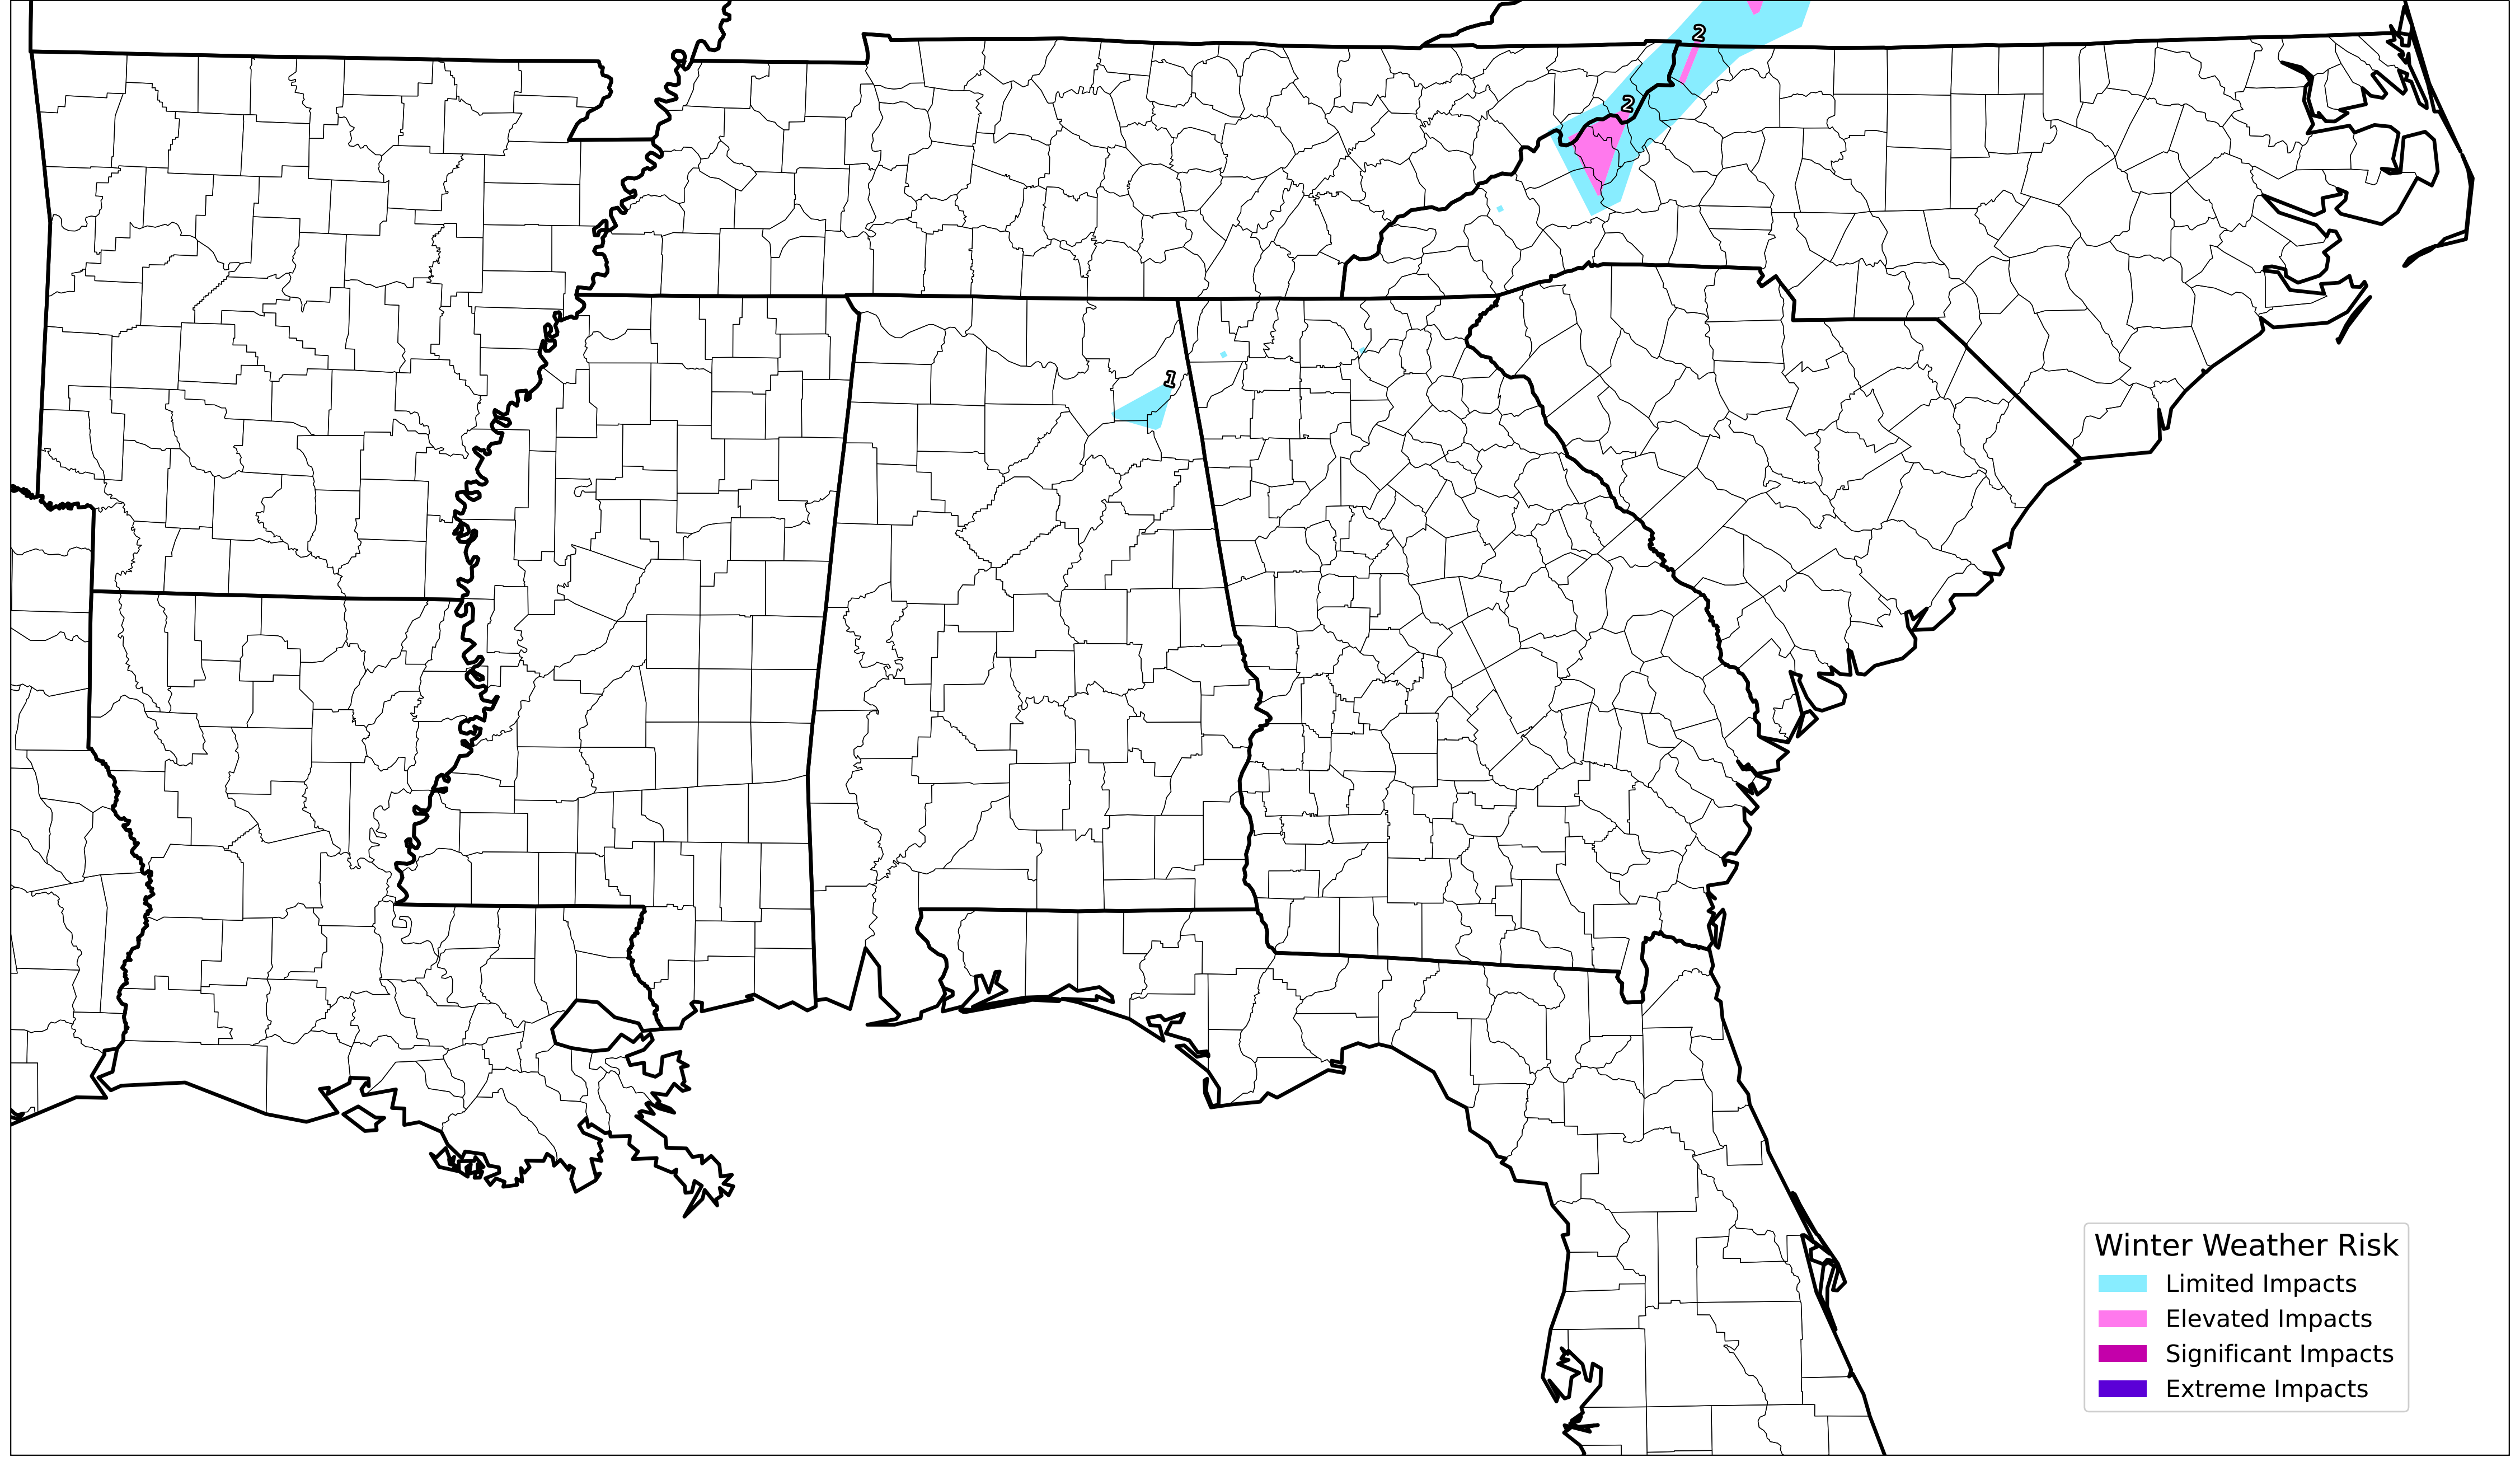 2
2
1
Winter Weather Risk
Limited Impacts
Elevated Impacts
Significant Impacts
Extreme Impacts